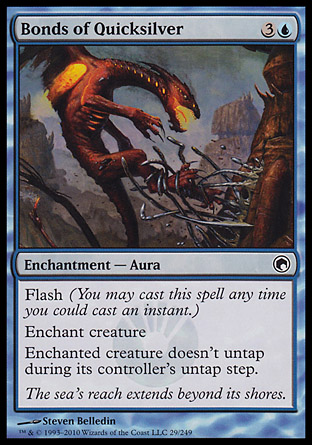 Bonds of Quicksilver 3
Enchantment — Aura
Flash (You may cast this spell any time
you could cast an instant.)
Enchant creature
Enchanted creature doesn't untap
during its controller's untap step.
The sea's reach extends beyond its shores.
Steven Belledin
™ & © 1993–2010 Wizards of the Coast LLC 29/249